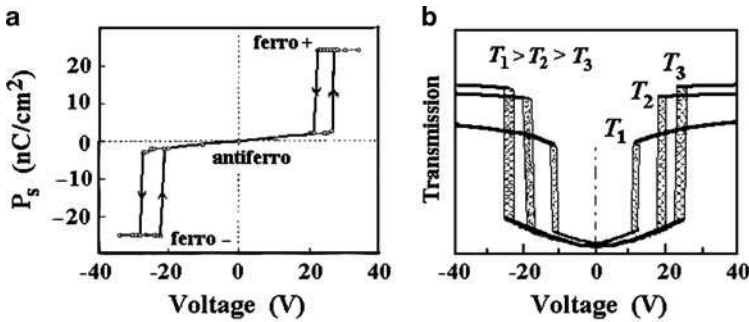 a
P_s (nC/cm²)
20
10
0
−10
−20
ferro +
antiferro
ferro −
−40
−20
0
20
40
Voltage (V)
b
Transmission
T₁ > T₂ > T₃
T₃
T₂
T₁
−40
−20
0
20
40
Voltage (V)